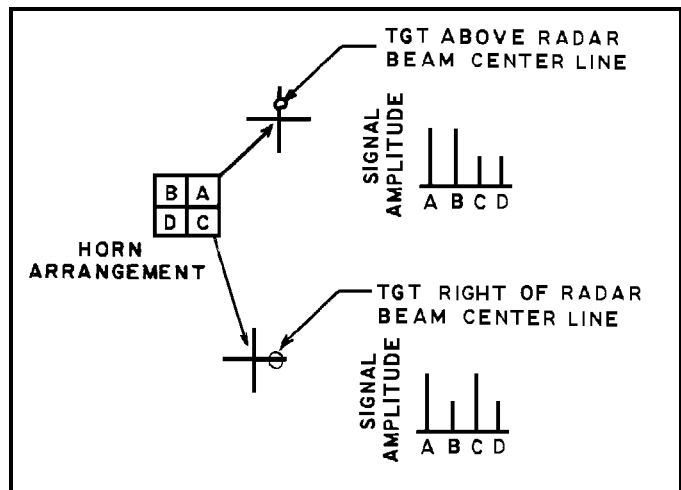 TGT ABOVE RADAR
BEAM CENTER LINE
SIGNAL
AMPLITUDE
A B C D
B A
D C
HORN
ARRANGEMENT
TGT RIGHT OF RADAR
BEAM CENTER LINE
SIGNAL
AMPLITUDE
A B C D